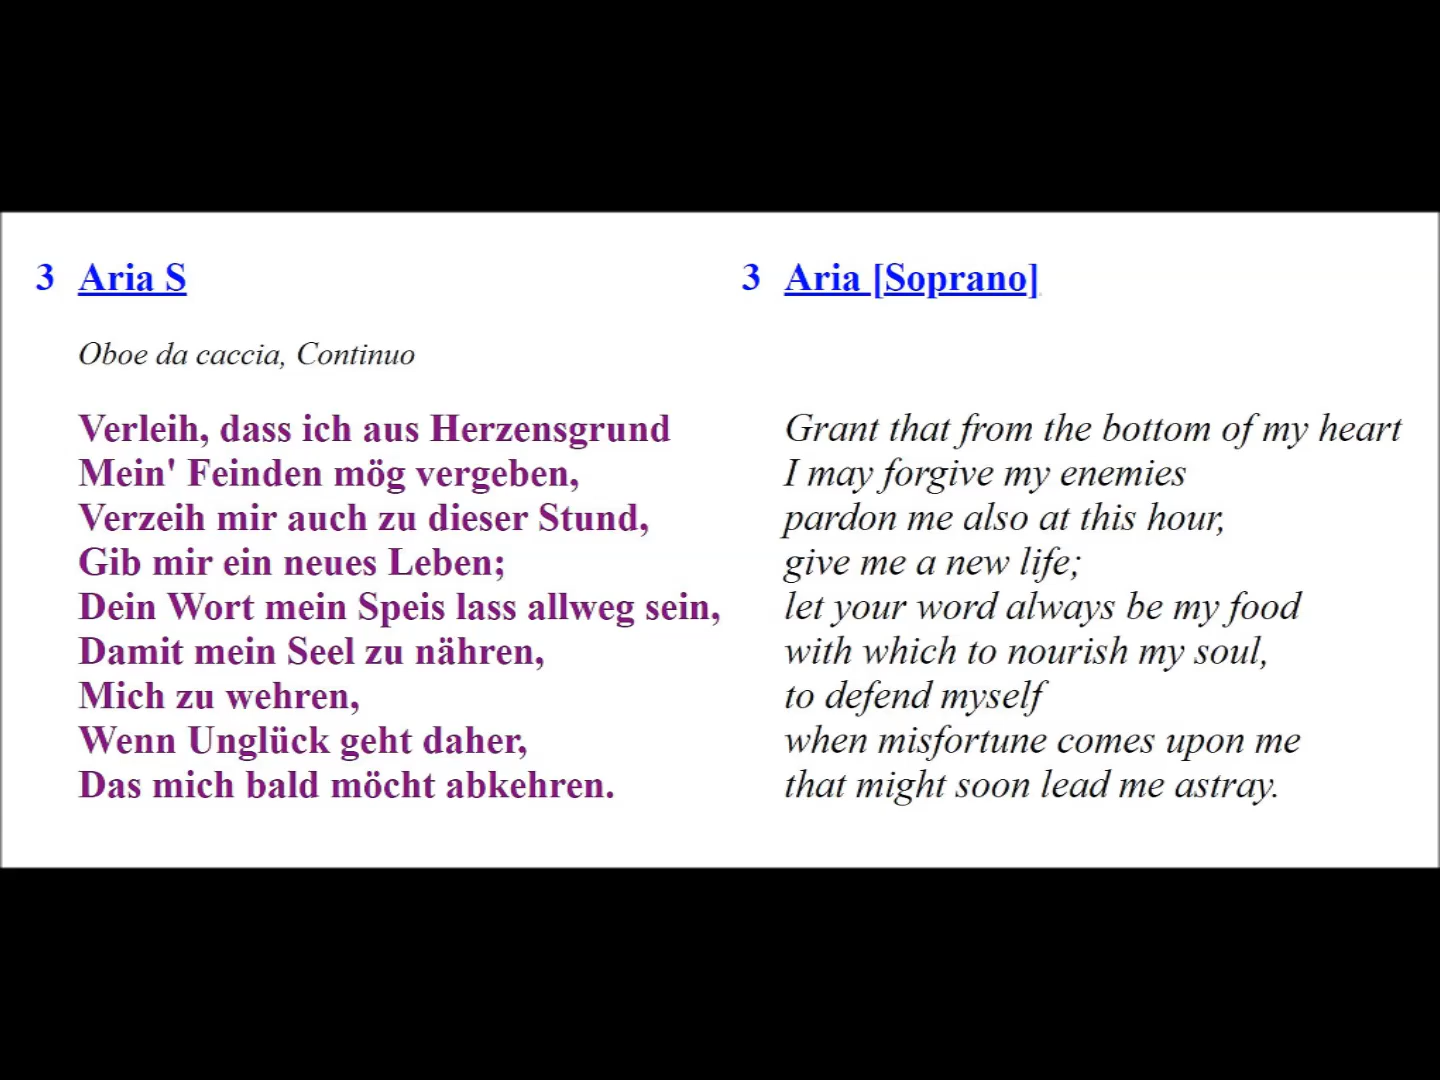 3 Aria S
Oboe da caccia, Continuo
Verleih, dass ich aus Herzensgrund
Mein' Feinden mög vergeben,
Verzeih mir auch zu dieser Stund,
Gib mir ein neues Leben;
Dein Wort mein Speis lass allweg sein,
Damit mein Seel zu nähren,
Mich zu wehren,
Wenn Unglück geht daher,
Das mich bald möcht abkehren.
3 Aria [Soprano]
Grant that from the bottom of my heart
I may forgive my enemies
pardon me also at this hour,
give me a new life;
let your word always be my food
with which to nourish my soul,
to defend myself
when misfortune comes upon me
that might soon lead me astray.